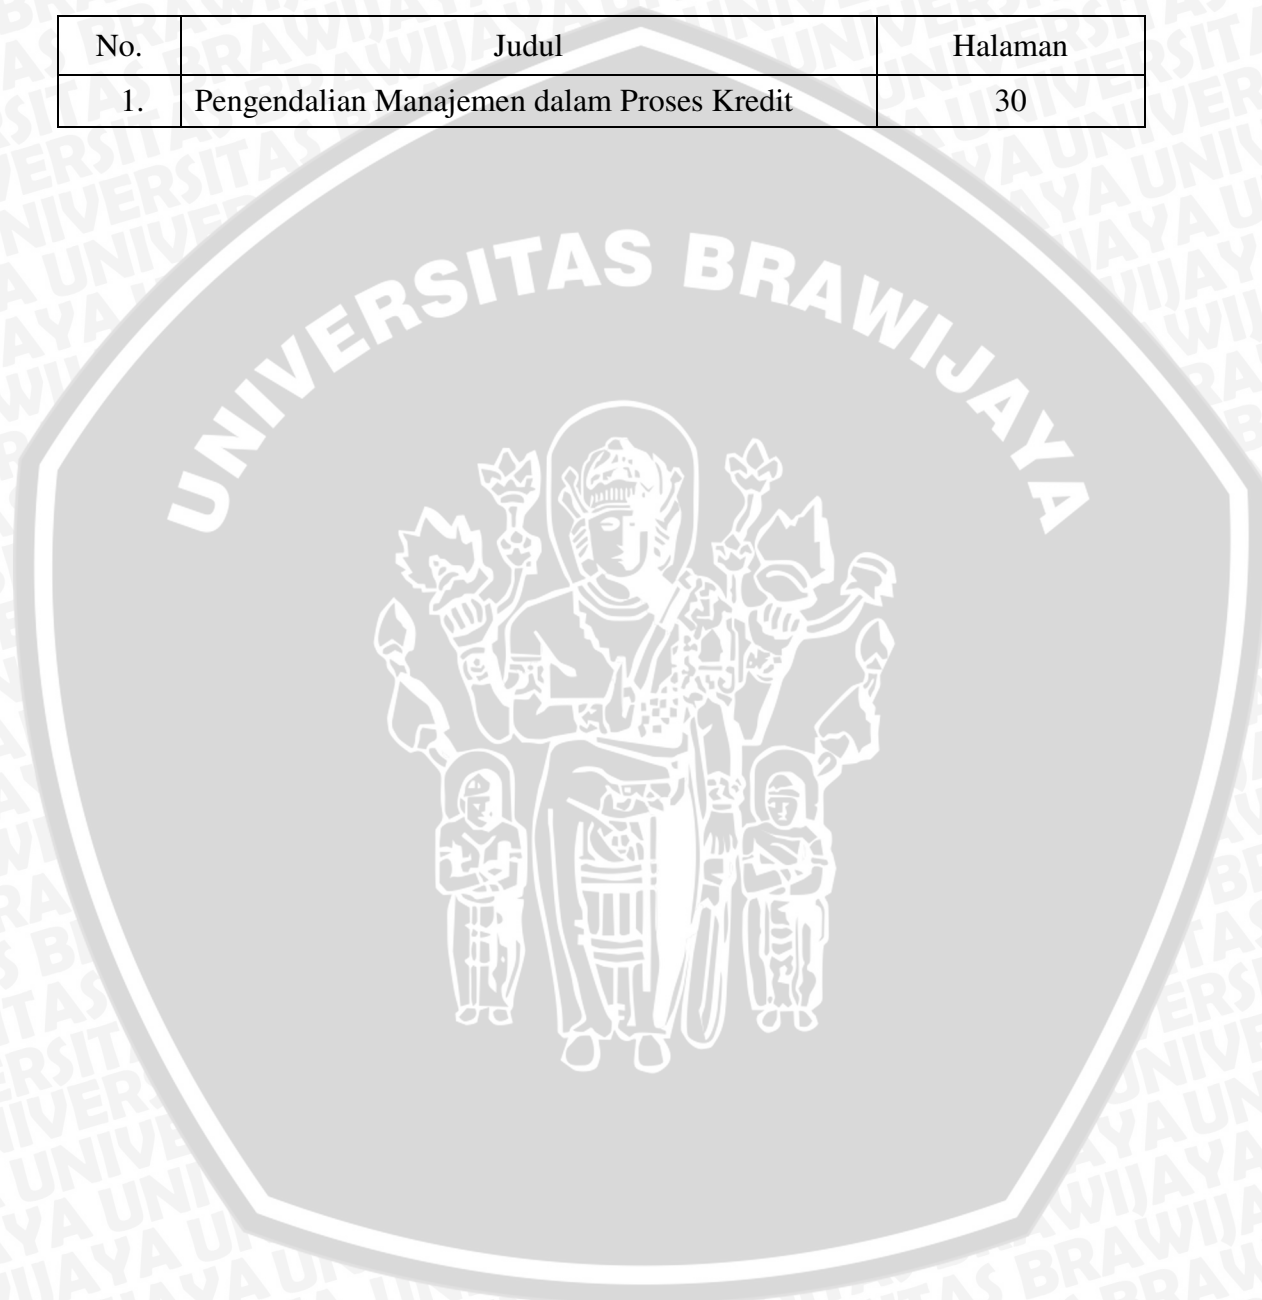 No. Judul Halaman
1. Pengendalian Manajemen dalam Proses Kredit 30
UNIVERSITAS BRAWIJAYA